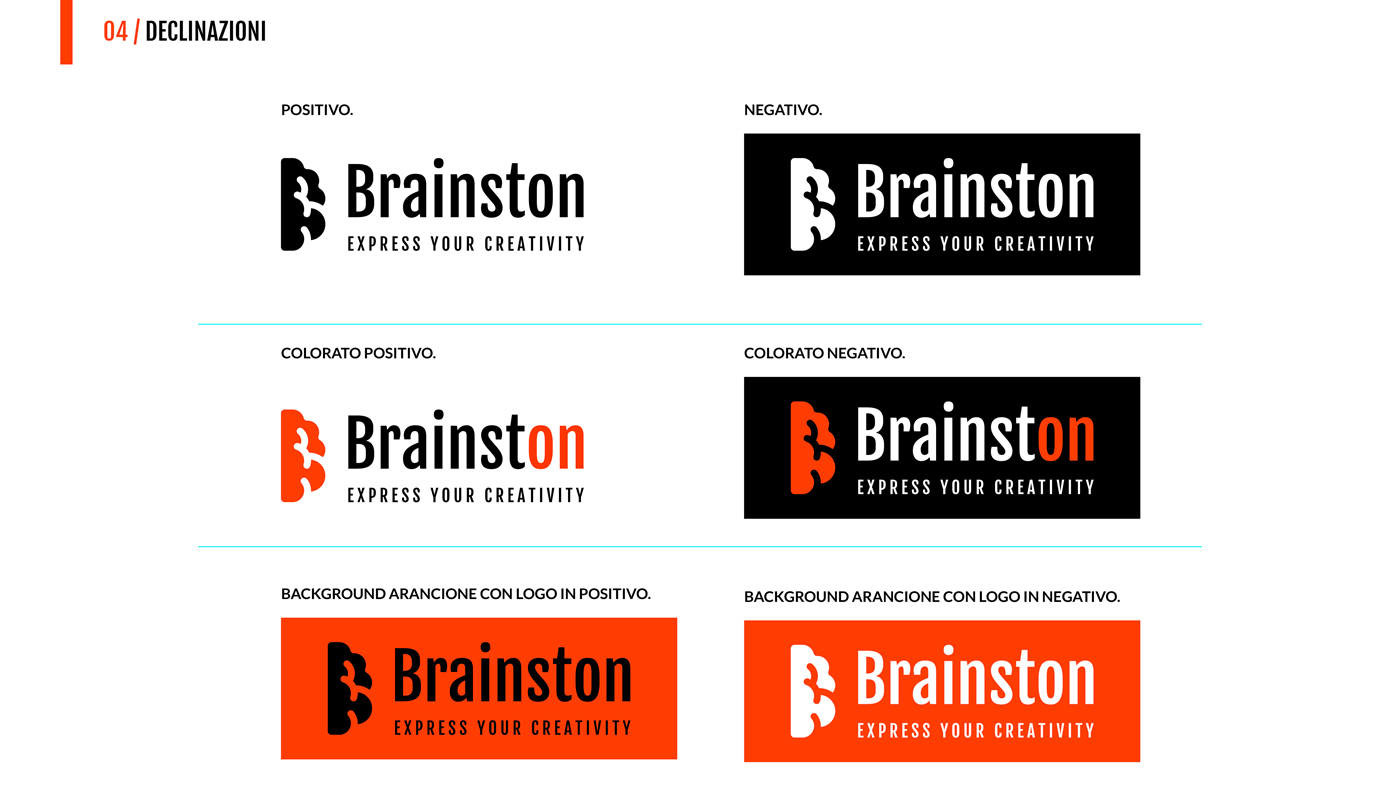 04 / DECLINAZIONI
POSITIVO.
NEGATIVO.
Brainston
EXPRESS YOUR CREATIVITY
Brainston
EXPRESS YOUR CREATIVITY
COLORATO POSITIVO.
COLORATO NEGATIVO.
Brainston
EXPRESS YOUR CREATIVITY
Brainston
EXPRESS YOUR CREATIVITY
BACKGROUND ARANCIONE CON LOGO IN POSITIVO.
BACKGROUND ARANCIONE CON LOGO IN NEGATIVO.
Brainston
EXPRESS YOUR CREATIVITY
Brainston
EXPRESS YOUR CREATIVITY